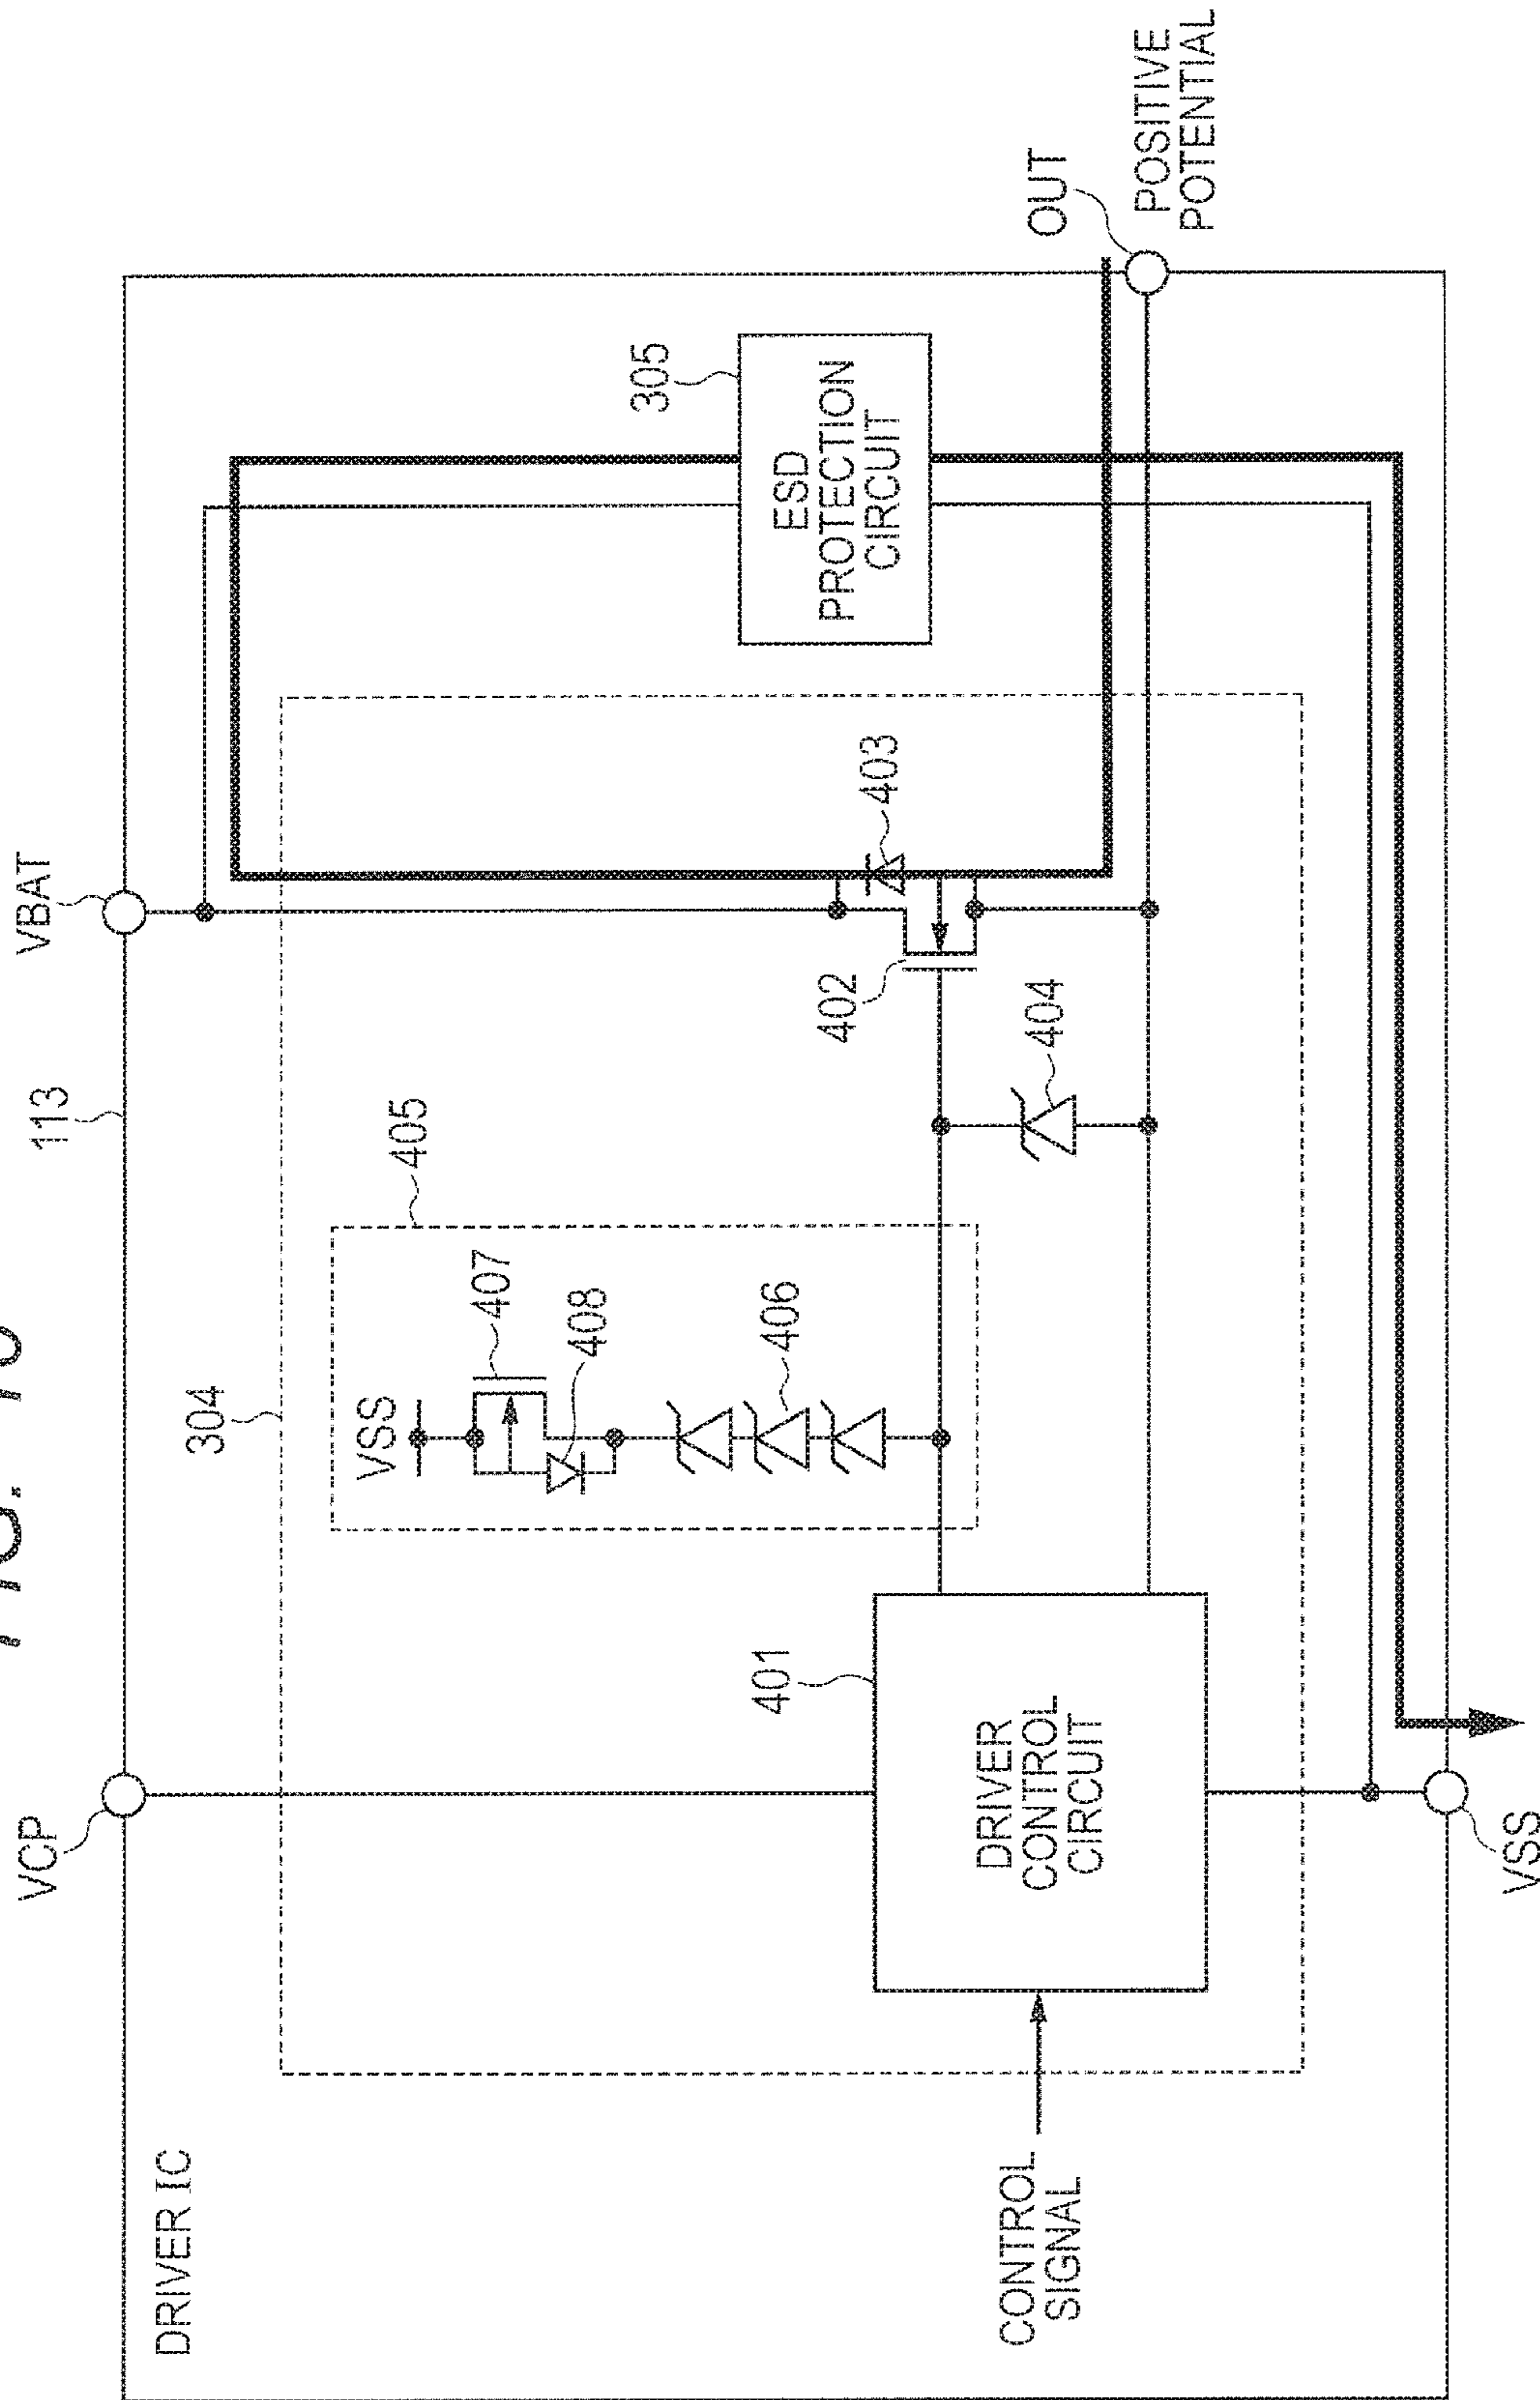 FIG.
VCP
113
VBAT
DRIVER IC
304
VSS
407
405
408
406
305
ESD
PROTECTION
CIRCUIT
401
402
403
404
DRIVER
CONTROL
CIRCUIT
CONTROL
SIGNAL
OUT
POSITIVE
POTENTIAL
VSS